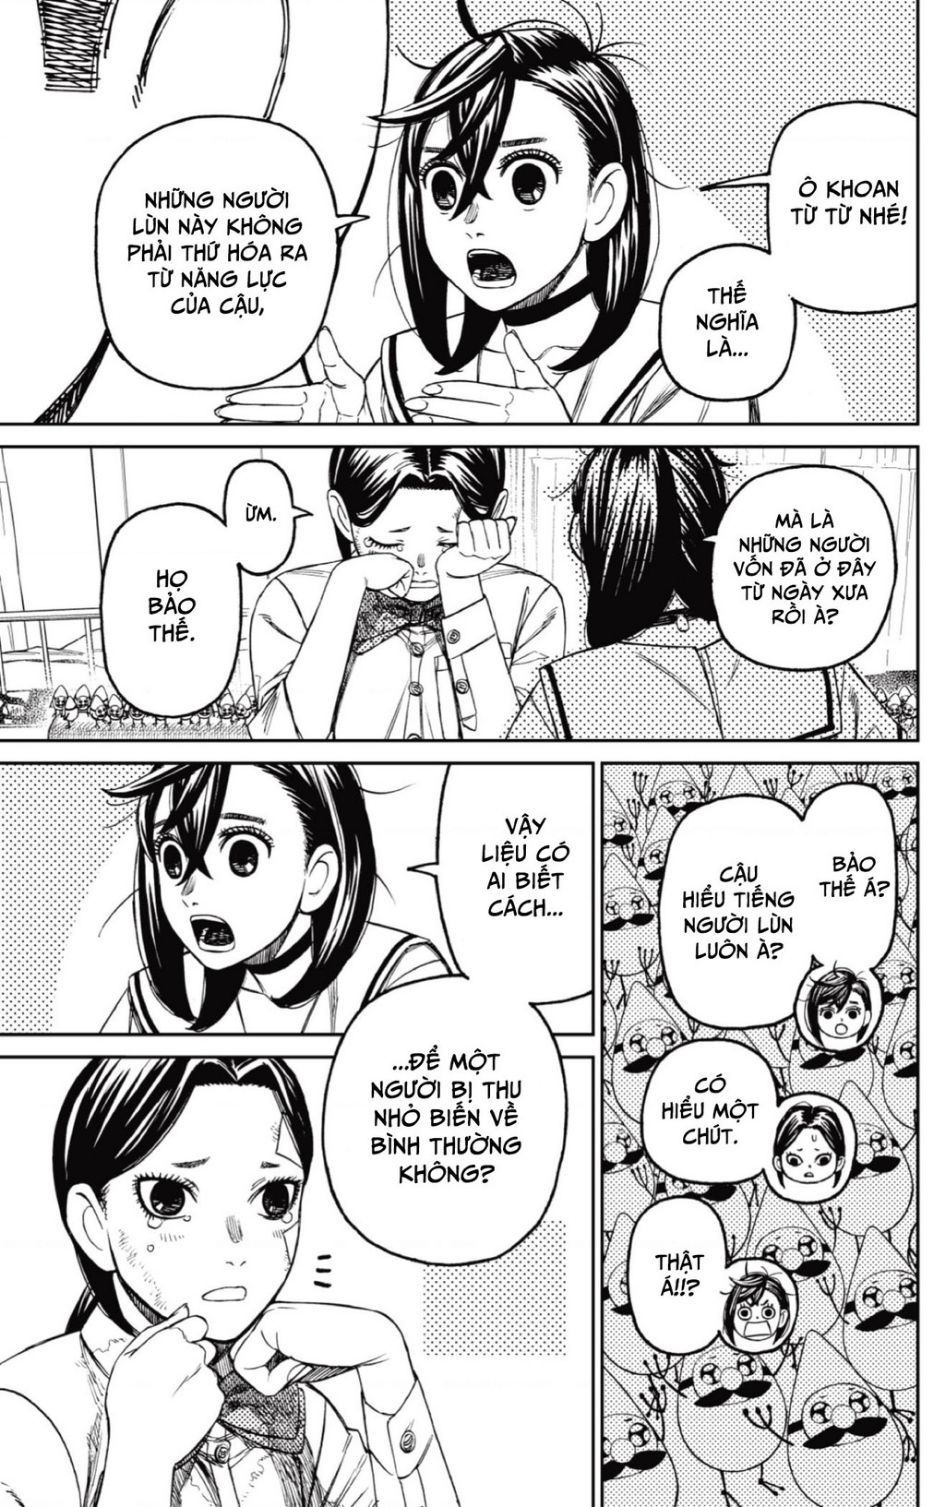 Ô KHOAN
TỪ TỪ NHÉ!
THẾ
NGHĨA
LÀ...
NHỮNG NGƯỜI
LÙN NÀY KHÔNG
PHẢI THỨ HÓA RA
TỪ NĂNG LỰC
CỦA CẬU,
MÀ LÀ
NHỮNG NGƯỜI
VỐN ĐÃ Ở ĐÂY
TỪ NGÀY XƯA
RỒI À?
ỪM.
HỌ
BẢO
THẾ.
BẢO
THẾ Á?
CẬU
HIỂU TIẾNG
NGƯỜI LÙN
LUÔN À?
CÓ
HIỂU MỘT
CHÚT.
THẬT
Á!!?
VẬY
LIỆU CÓ
AI BIẾT
CÁCH...
...ĐỂ MỘT
NGƯỜI BỊ THU
NHỎ BIẾN VỀ
BÌNH THƯỜNG
KHÔNG?